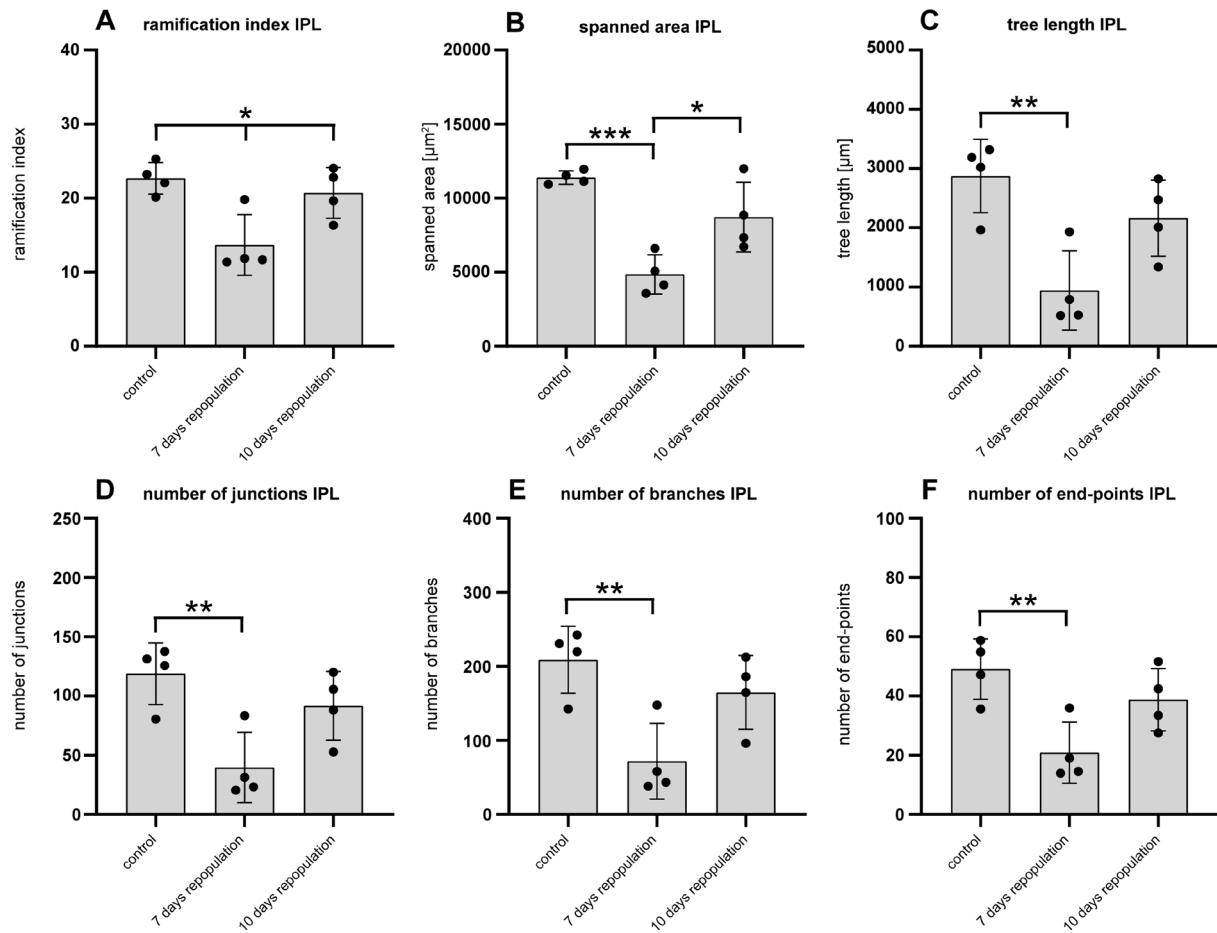 A ramification index IPL
ramification index
40
30
20
10
0
*
control
7 days repopulation
10 days repopulation
B spanned area IPL
spanned area [µm²]
20000
15000
10000
5000
0
***
*
control
7 days repopulation
10 days repopulation
C tree length IPL
tree length [µm]
5000
4000
3000
2000
1000
0
**
control
7 days repopulation
10 days repopulation
D number of junctions IPL
number of junctions
250
200
150
100
50
0
**
control
7 days repopulation
10 days repopulation
E number of branches IPL
number of branches
400
300
200
100
0
**
control
7 days repopulation
10 days repopulation
F number of end-points IPL
number of end-points
100
80
60
40
20
0
**
control
7 days repopulation
10 days repopulation